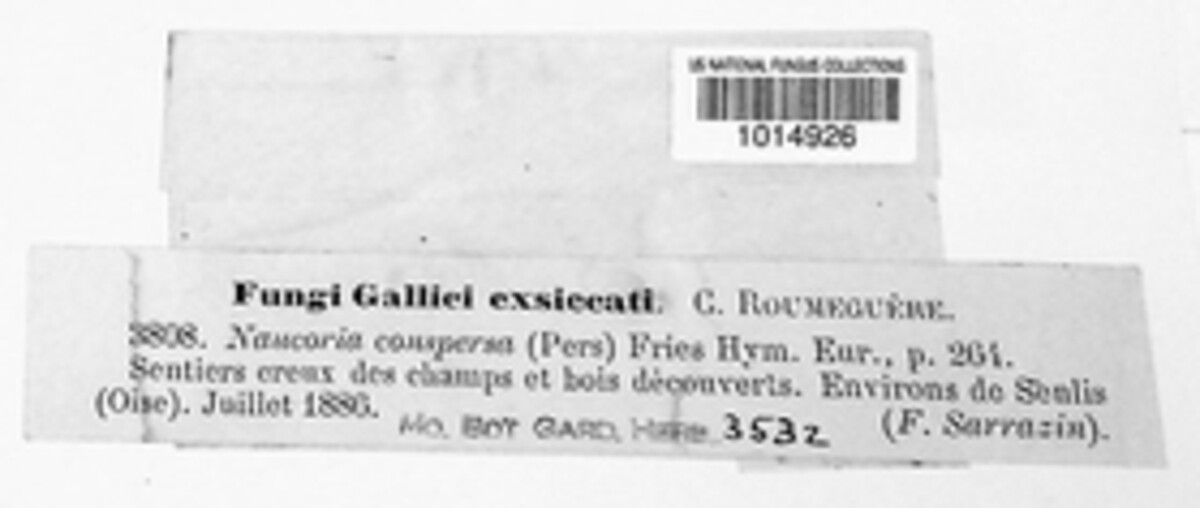 US NATIONAL FUNGUS COLLECTIONS
1014926
Fungi Gallici exsiccati. C. ROUMEGUÈRE.
3808. Naucoria conspersa (Pers) Fries Hym. Eur., p. 261.
Sentiers creux des champs et bois découverts. Environs de Senlis
(Oise). Juillet 1886. (F. Sarrazin).
MO. BOT GARD. HERB. 3532